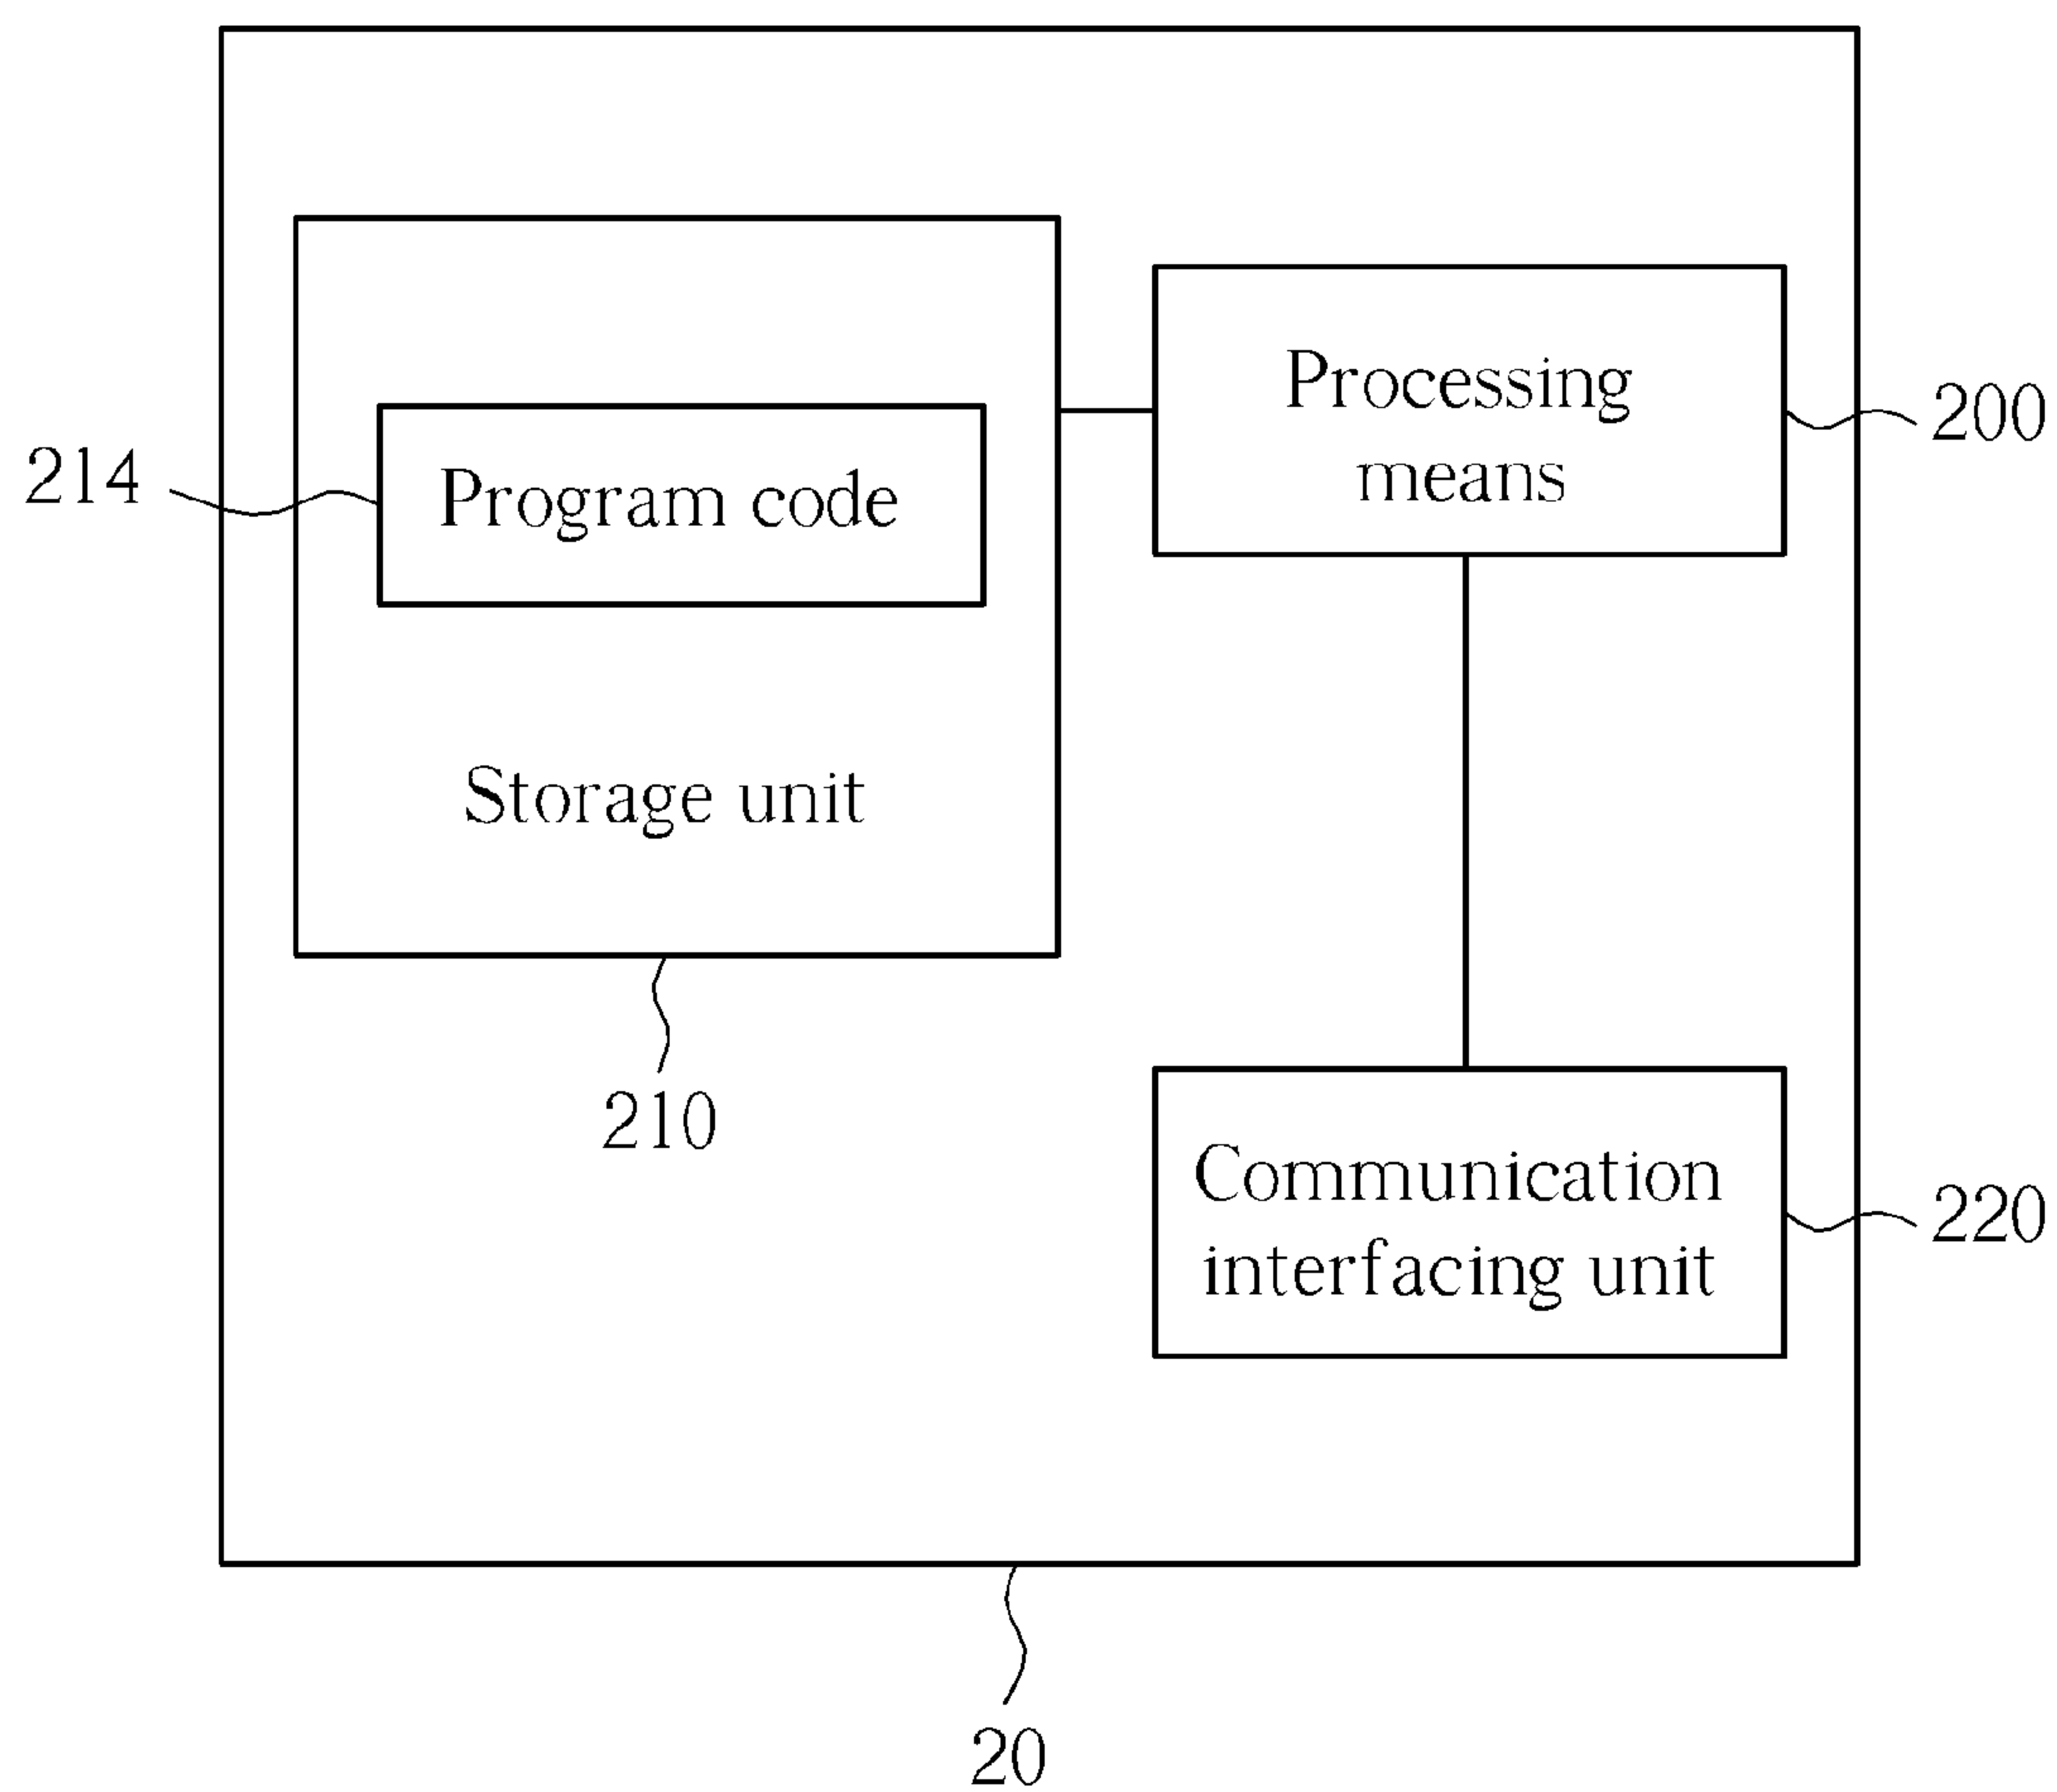 Processing
means
200
214
Program code
Storage unit
210
Communication
interfacing unit
220
20